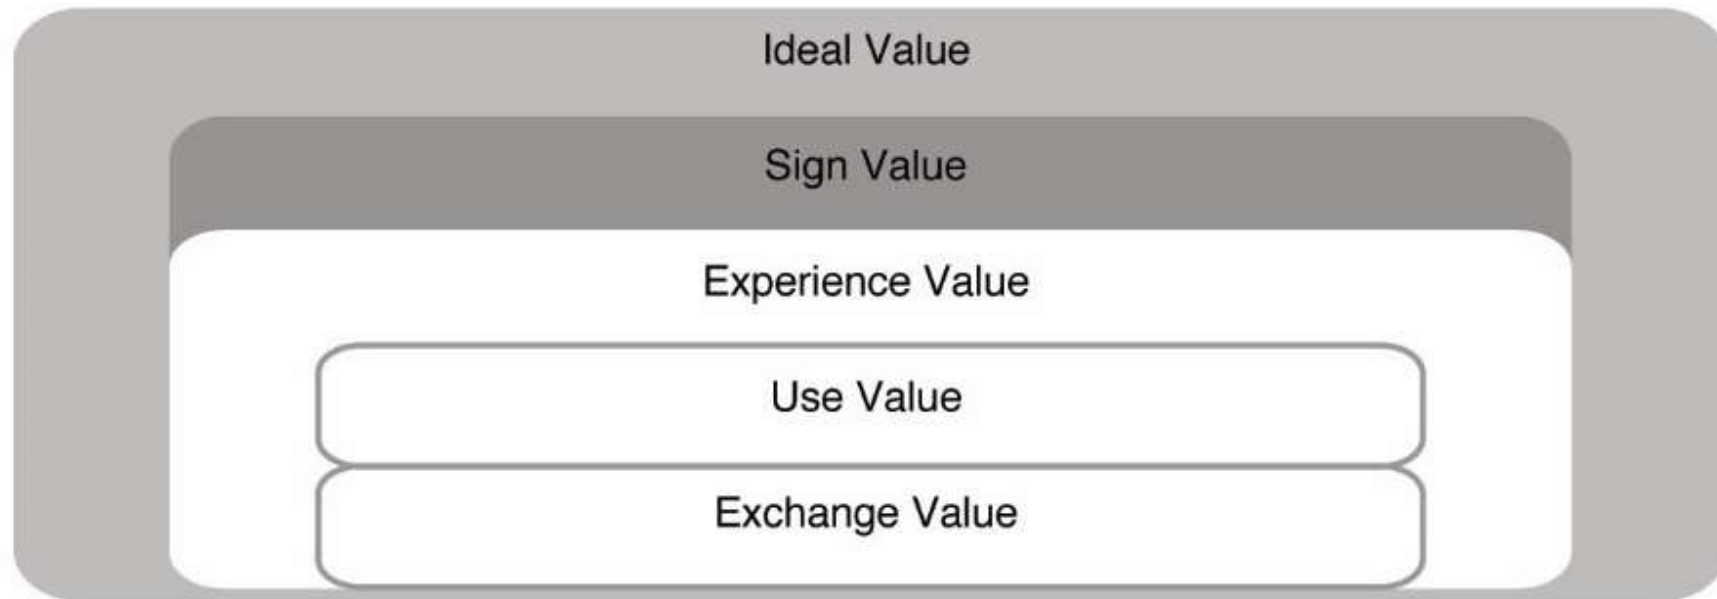 Ideal Value
Sign Value
Experience Value
Use Value
Exchange Value